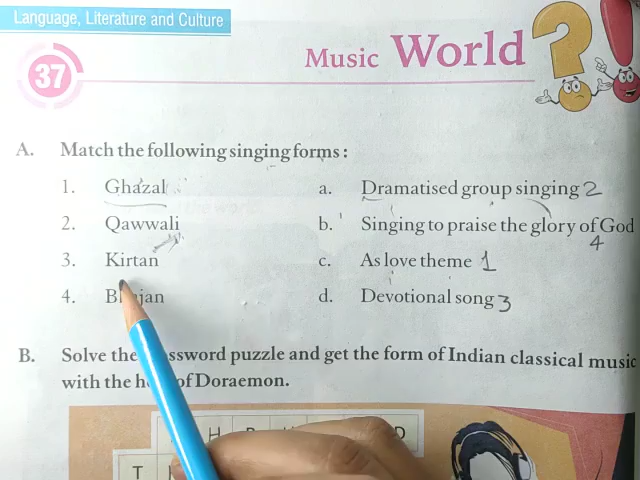 Language, Literature and Culture
37
Music World
A. Match the following singing forms :
1. Ghazal a. Dramatised group singing 2
2. Qawwali b. Singing to praise the glory of God 4
3. Kirtan c. As love theme 1
4. d. Devotional song 3
B. Solve the puzzle and get the form of Indian classical music
with the of Doraemon.
H D
T